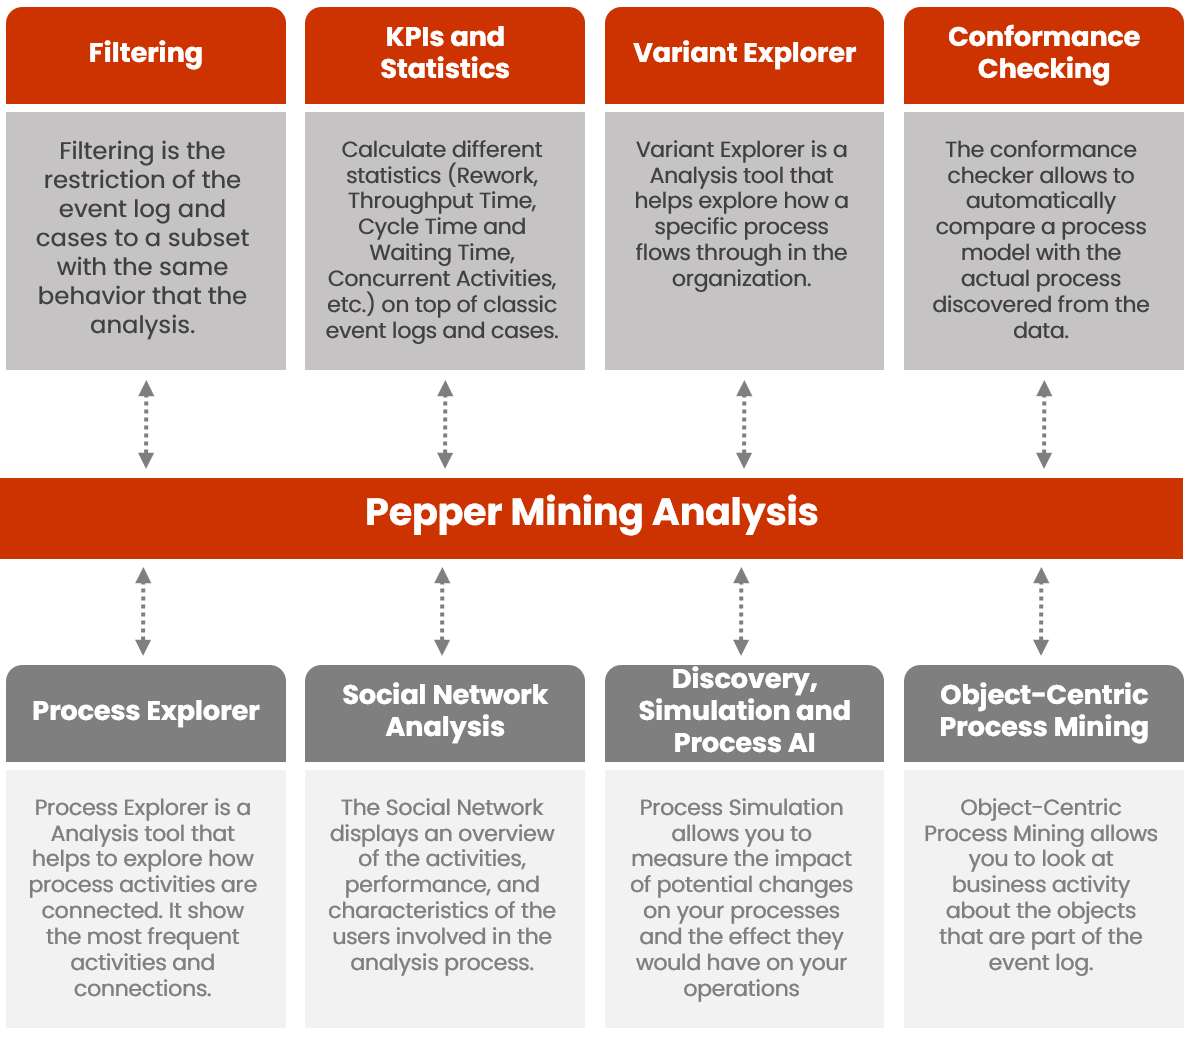 Filtering
KPIs and
Statistics
Variant Explorer
Conformance
Checking
Filtering is the
restriction of the
event log and
cases to a subset
with the same
behavior that the
analysis.
Calculate different
statistics (Rework,
Throughput Time,
Cycle Time and
Waiting Time,
Concurrent Activities,
etc.) on top of classic
event logs and cases.
Variant Explorer is a
Analysis tool that
helps explore how a
specific process
flows through in the
organization.
The conformance
checker allows to
automatically
compare a process
model with the
actual process
discovered from the
data.
Pepper Mining Analysis
Process Explorer
Social Network
Analysis
Discovery,
Simulation and
Process AI
Object-Centric
Process Mining
Process Explorer is a
Analysis tool that
helps to explore how
process activities are
connected. It show
the most frequent
activities and
connections.
The Social Network
displays an overview
of the activities,
performance, and
characteristics of the
users involved in the
analysis process.
Process Simulation
allows you to
measure the impact
of potential changes
on your processes
and the effect they
would have on your
operations
Object-Centric
Process Mining allows
you to look at
business activity
about the objects
that are part of the
event log.